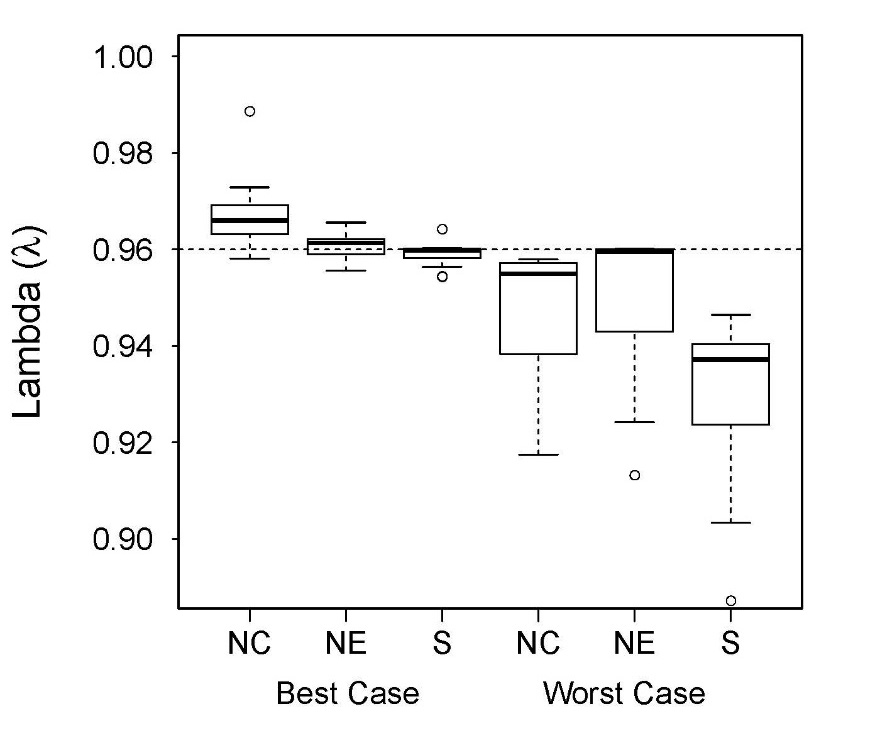 Lambda (λ)
1.00
0.98
0.96
0.94
0.92
0.90
NC NE S NC NE S
Best Case Worst Case